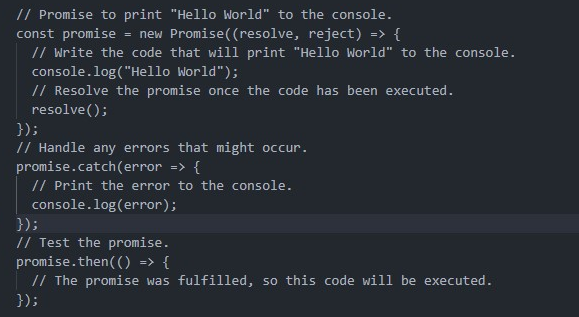 // Promise to print "Hello World" to the console.
const promise = new Promise((resolve, reject) => {
  // Write the code that will print "Hello World" to the console.
  console.log("Hello World");
  // Resolve the promise once the code has been executed.
  resolve();
});
// Handle any errors that might occur.
promise.catch(error => {
  // Print the error to the console.
  console.log(error);
});
// Test the promise.
promise.then(() => {
  // The promise was fulfilled, so this code will be executed.
});